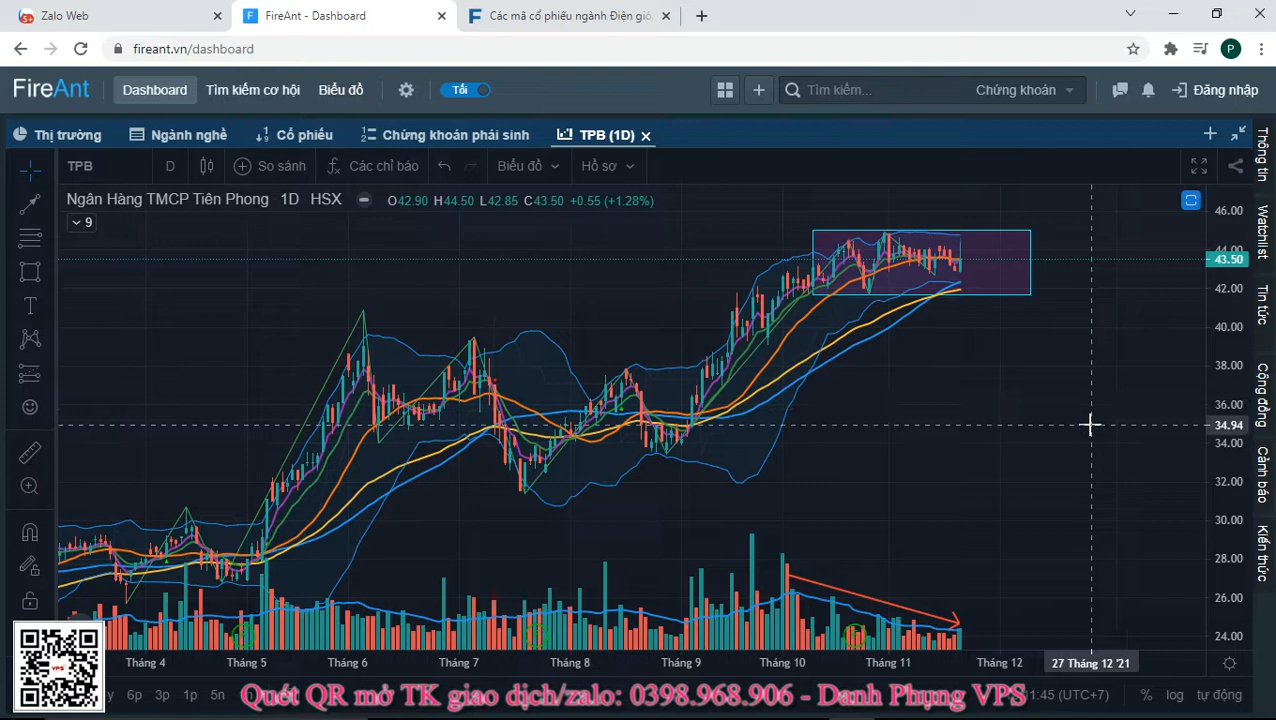 Zalo Web
FireAnt - Dashboard
Các mã cổ phiếu ngành Điện gió,
P
fireant.vn/dashboard
FireAnt
Dashboard
Tìm kiếm cơ hội
Biểu đồ
Tối
Tìm kiếm...
Chứng khoán
Đăng nhập
Thị trường
Ngành nghề
Cổ phiếu
Chứng khoán phái sinh
TPB (1D)
TPB
D
So sánh
Các chỉ báo
Biểu đồ
Hồ sơ
Ngân Hàng TMCP Tiên Phong 1D HSX
O42.90 H44.50 L42.85 C43.50 +0.55 (+1.28%)
9
46.00
44.00
43.50
42.00
40.00
38.00
36.00
34.94
34.00
32.00
30.00
28.00
26.00
24.00
Thông tin
Watchlist
Tin tức
Cộng đồng
Cảnh báo
Kiến thức
VPS
Tháng 4
Tháng 5
Tháng 6
Tháng 7
Tháng 8
Tháng 9
Tháng 10
Tháng 11
Tháng 12
27 Tháng 12 '21
y 6p 3p 1p 5n
1:45 (UTC+7)
%
log
tự động
Quét QR mở TK giao dịch/zalo: 0398.968.906 - Danh Phụng VPS